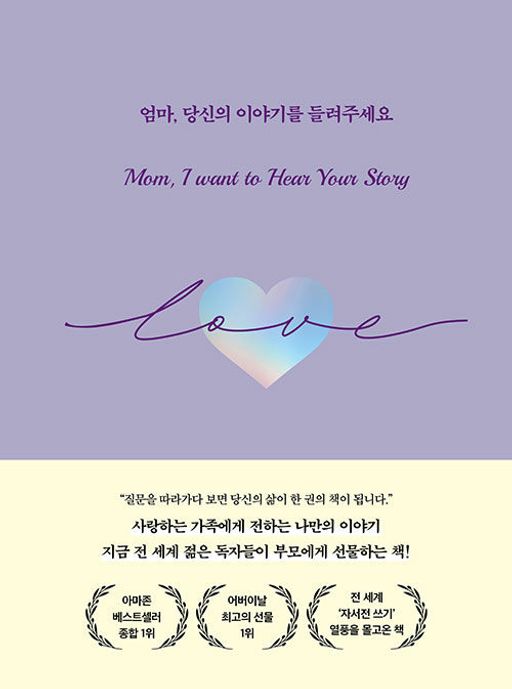 엄마, 당신의 이야기를 들려주세요
Mom, I want to Hear Your Story
love
“질문을 따라가다 보면 당신의 삶이 한 권의 책이 됩니다.”
사랑하는 가족에게 전하는 나만의 이야기
지금 전 세계 젊은 독자들이 부모에게 선물하는 책!
아마존
베스트셀러
종합 1위
어버이날
최고의 선물
1위
전 세계
‘자서전 쓰기’
열풍을 몰고온 책